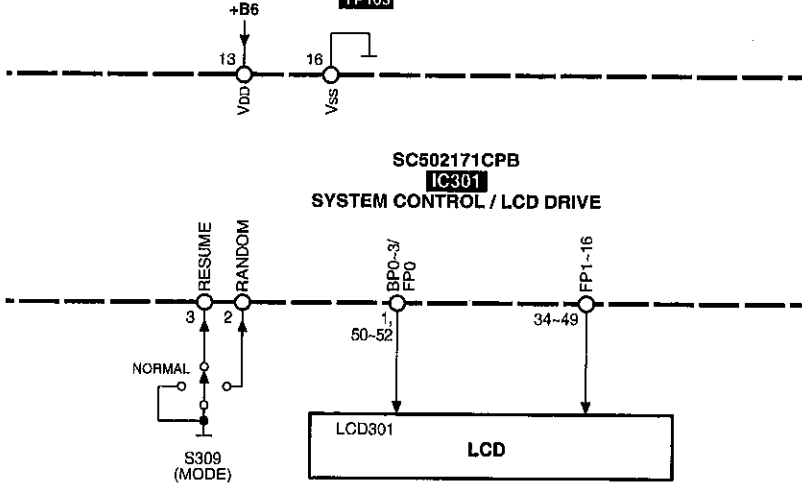 +B6
TP103
13
16
VDD
VSS
SC502171CPB
IC301
SYSTEM CONTROL / LCD DRIVE
RESUME
RANDOM
BP0~3/
FP0
FP1~16
3
2
1,
50~52
34~49
NORMAL
LCD301
LCD
S309
(MODE)